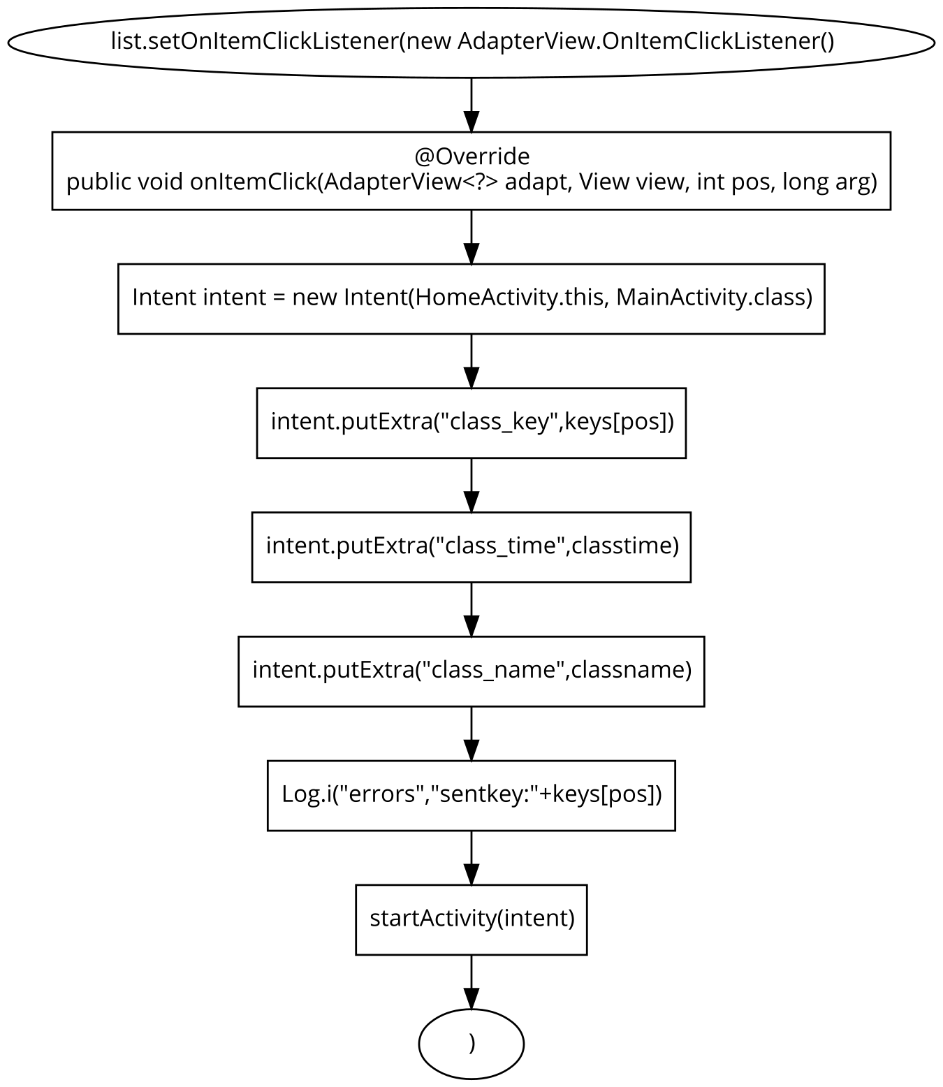 list.setOnItemClickListener(new AdapterView.OnItemClickListener()
@Override
public void onItemClick(AdapterView<?> adapt, View view, int pos, long arg)
Intent intent = new Intent(HomeActivity.this, MainActivity.class)
intent.putExtra("class_key",keys[pos])
intent.putExtra("class_time",classtime)
intent.putExtra("class_name",classname)
Log.i("errors","sentkey:"+keys[pos])
startActivity(intent)
)